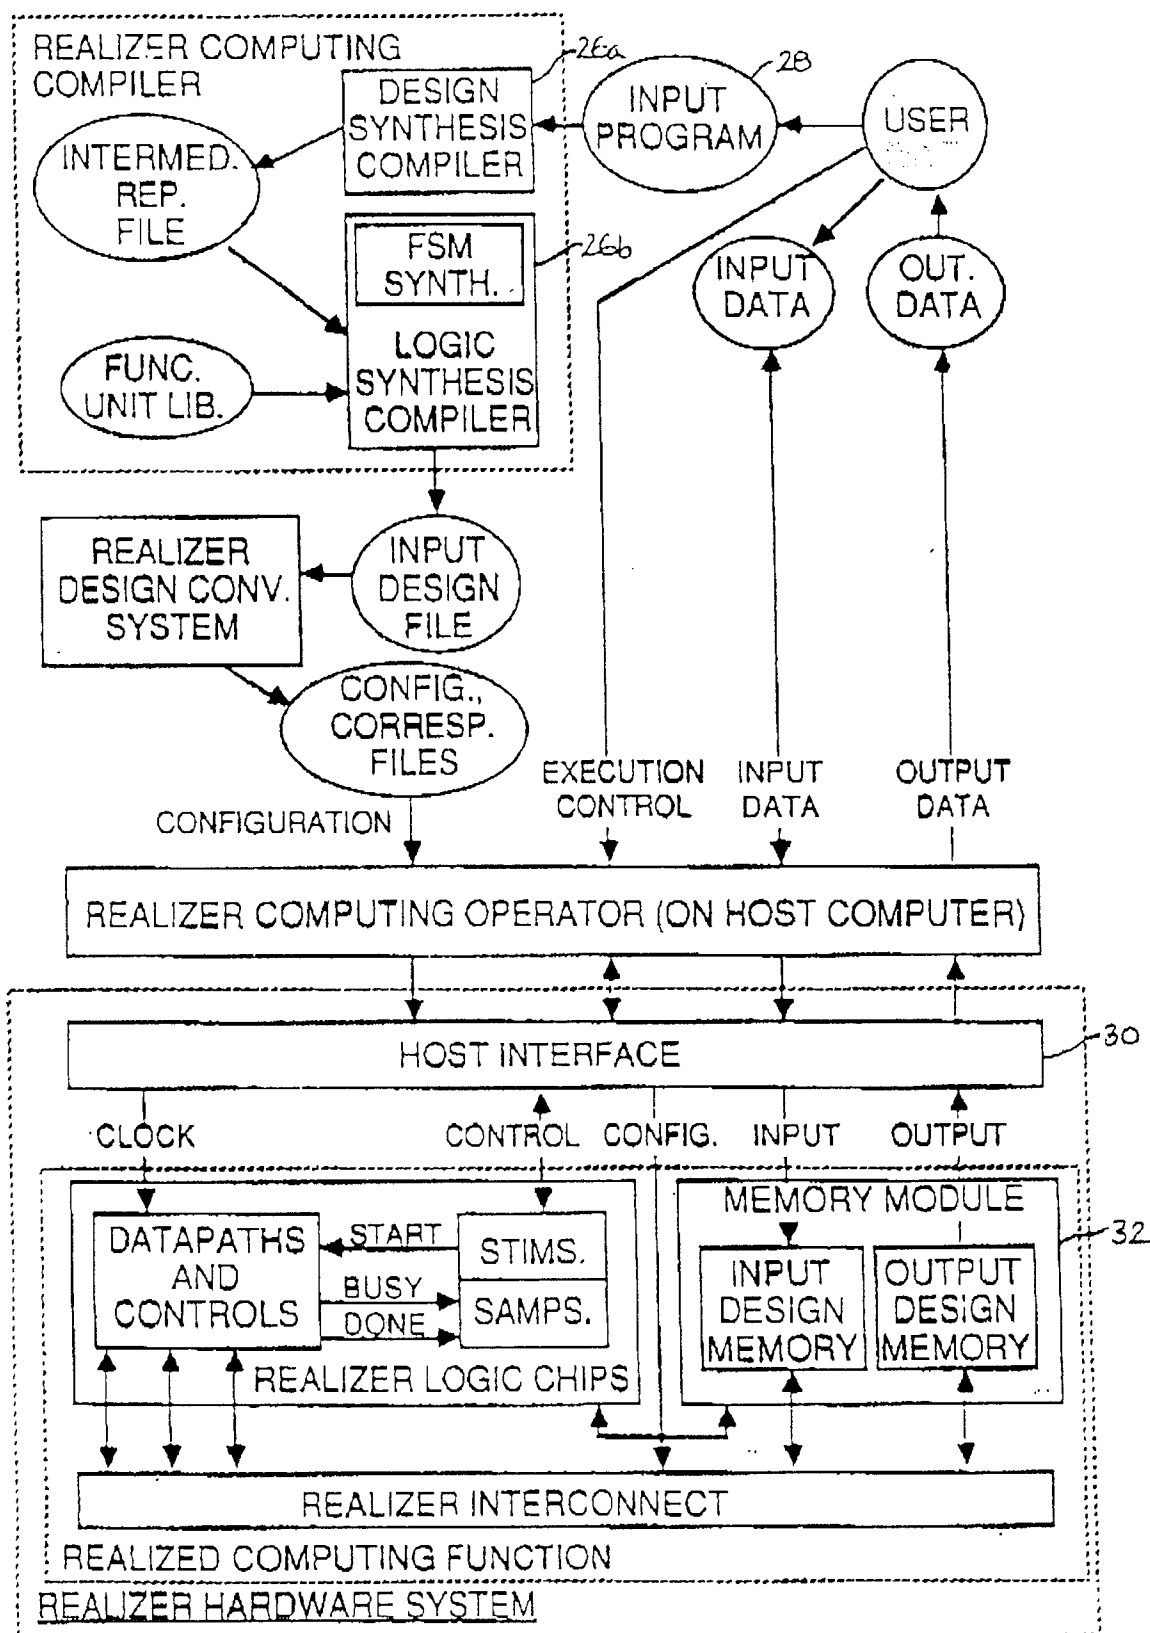 REALIZER COMPUTING
COMPILER
26a
DESIGN
SYNTHESIS
COMPILER
28
INPUT
PROGRAM
USER
INTERMED.
REP.
FILE
FSM
SYNTH.
26b
LOGIC
SYNTHESIS
COMPILER
FUNC.
UNIT LIB.
INPUT
DATA
OUT.
DATA
REALIZER
DESIGN CONV.
SYSTEM
INPUT
DESIGN
FILE
CONFIG.,
CORRESP.
FILES
CONFIGURATION
EXECUTION
CONTROL
INPUT
DATA
OUTPUT
DATA
REALIZER COMPUTING OPERATOR (ON HOST COMPUTER)
HOST INTERFACE
30
CLOCK
CONTROL
CONFIG.
INPUT
OUTPUT
DATAPATHS
AND
CONTROLS
START
BUSY
DONE
STIMS.
SAMPS.
REALIZER LOGIC CHIPS
MEMORY MODULE
32
INPUT
DESIGN
MEMORY
OUTPUT
DESIGN
MEMORY
REALIZER INTERCONNECT
REALIZED COMPUTING FUNCTION
REALIZER HARDWARE SYSTEM